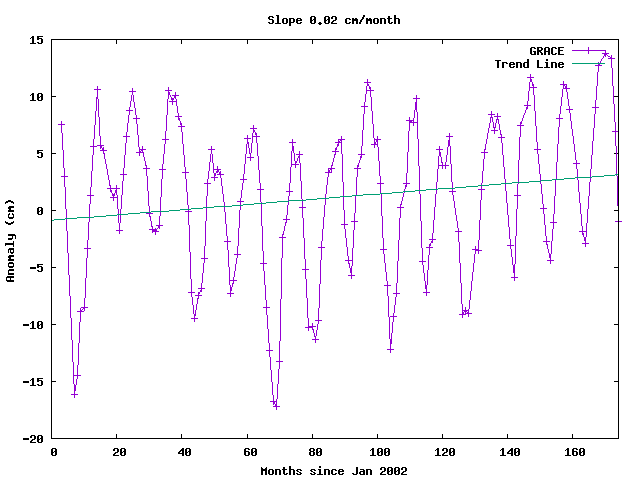 Slope 0.02 cm/month
GRACE
Trend Line
15
10
5
0
-5
-10
-15
-20
Anomaly (cm)
0 20 40 60 80 100 120 140 160
Months since Jan 2002